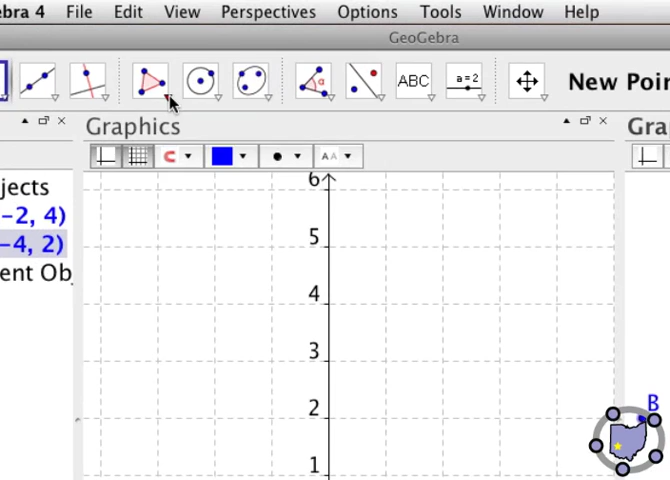 ebra 4 File Edit View Perspectives Options Tools Window Help
GeoGebra
α ABC a=2 New Poin
Graphics Gra
A A
jects
-2, 4)
-4, 2)
ent Ob
6
5
4
3
2
1
B